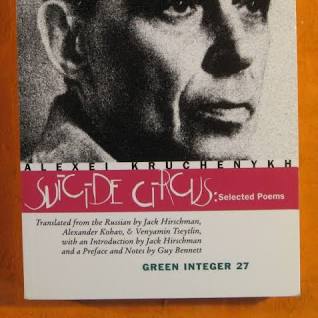 ALEXEI KRUCHENYKH
SUICIDE CIRCUS: Selected Poems
Translated from the Russian by Jack Hirschman,
Alexander Kohav, & Venyamin Tseytlin,
with an Introduction by Jack Hirschman
and a Preface and Notes by Guy Bennett
GREEN INTEGER 27